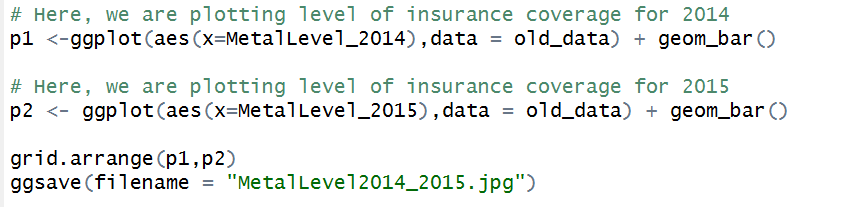 # Here, we are plotting level of insurance coverage for 2014
p1 <-ggplot(aes(x=MetalLevel_2014),data = old_data) + geom_bar()
# Here, we are plotting level of insurance coverage for 2015
p2 <- ggplot(aes(x=MetalLevel_2015),data = old_data) + geom_bar()
grid.arrange(p1,p2)
ggsave(filename = "MetalLevel2014_2015.jpg")